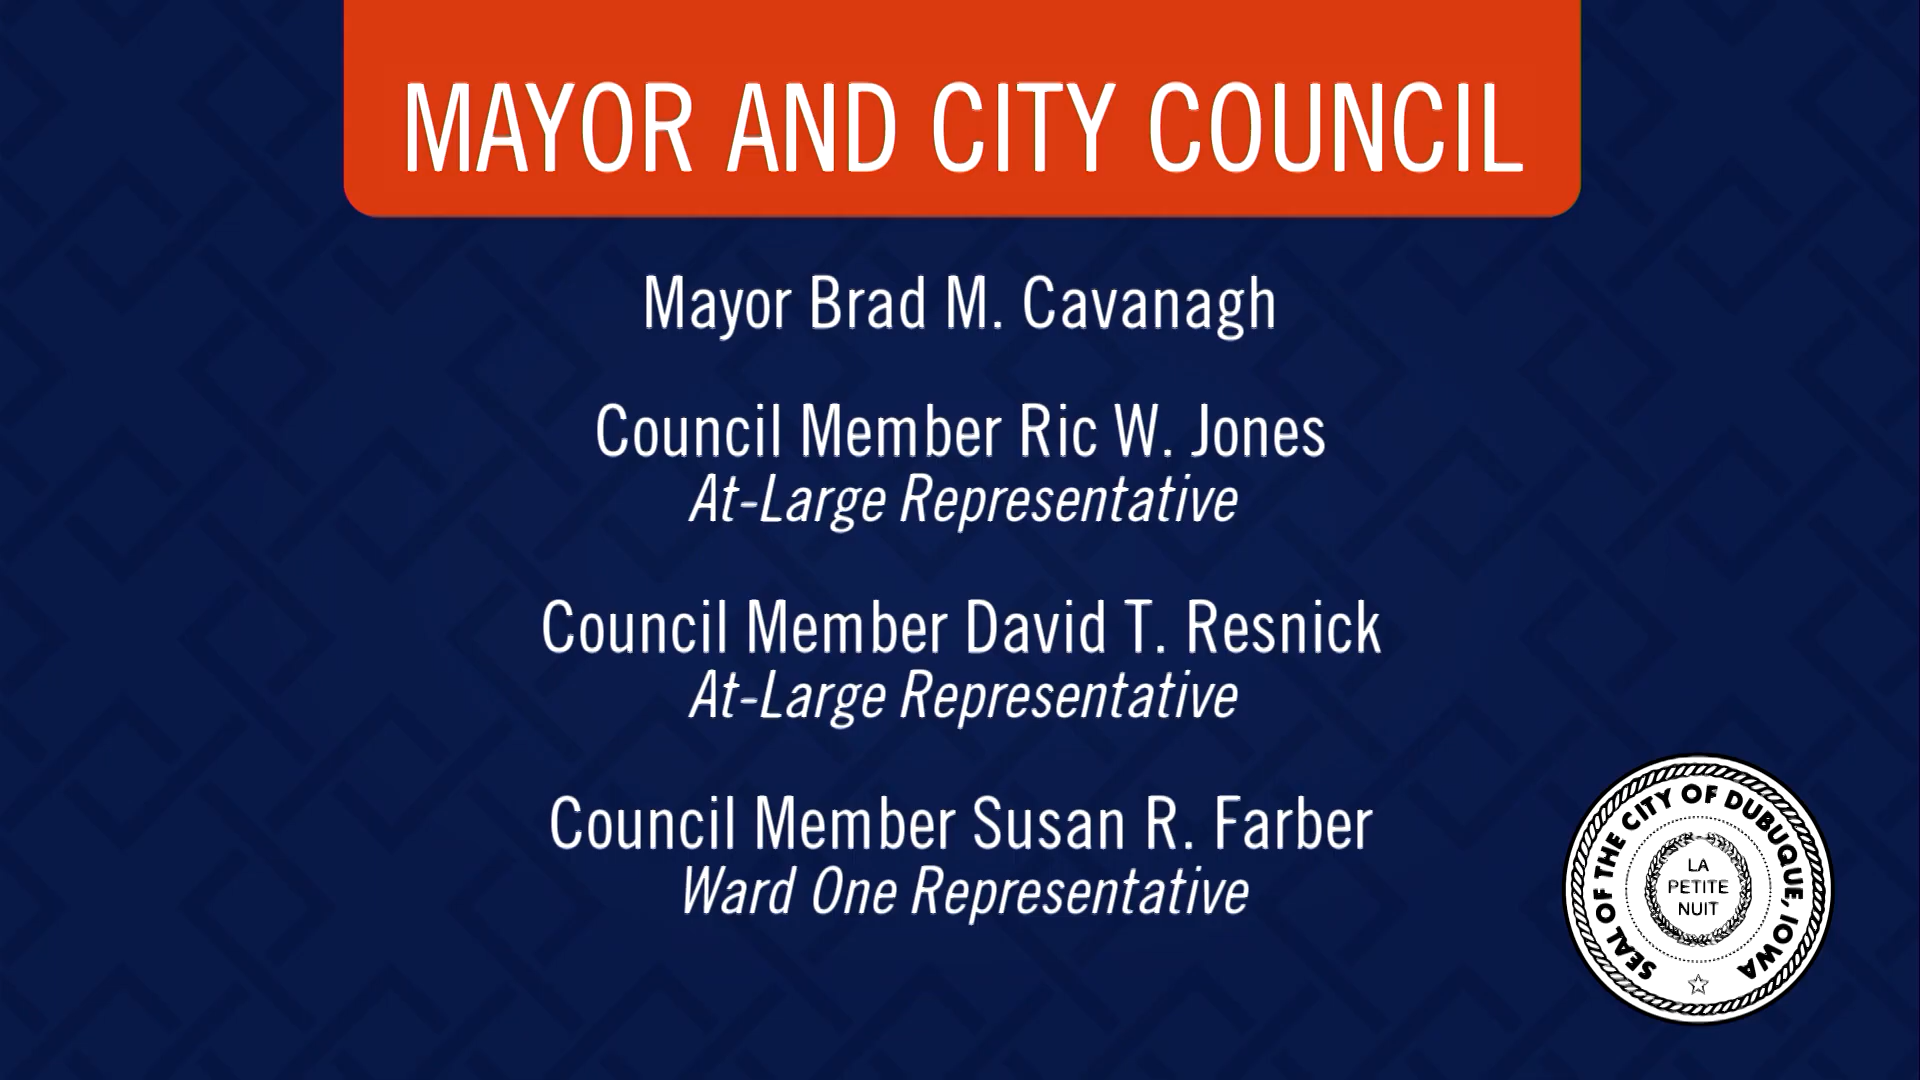 MAYOR AND CITY COUNCIL
Mayor Brad M. Cavanagh
Council Member Ric W. Jones
At-Large Representative
Council Member David T. Resnick
At-Large Representative
Council Member Susan R. Farber
Ward One Representative
SEAL OF THE CITY OF DUBUQUE, IOWA
LA
PETITE
NUIT